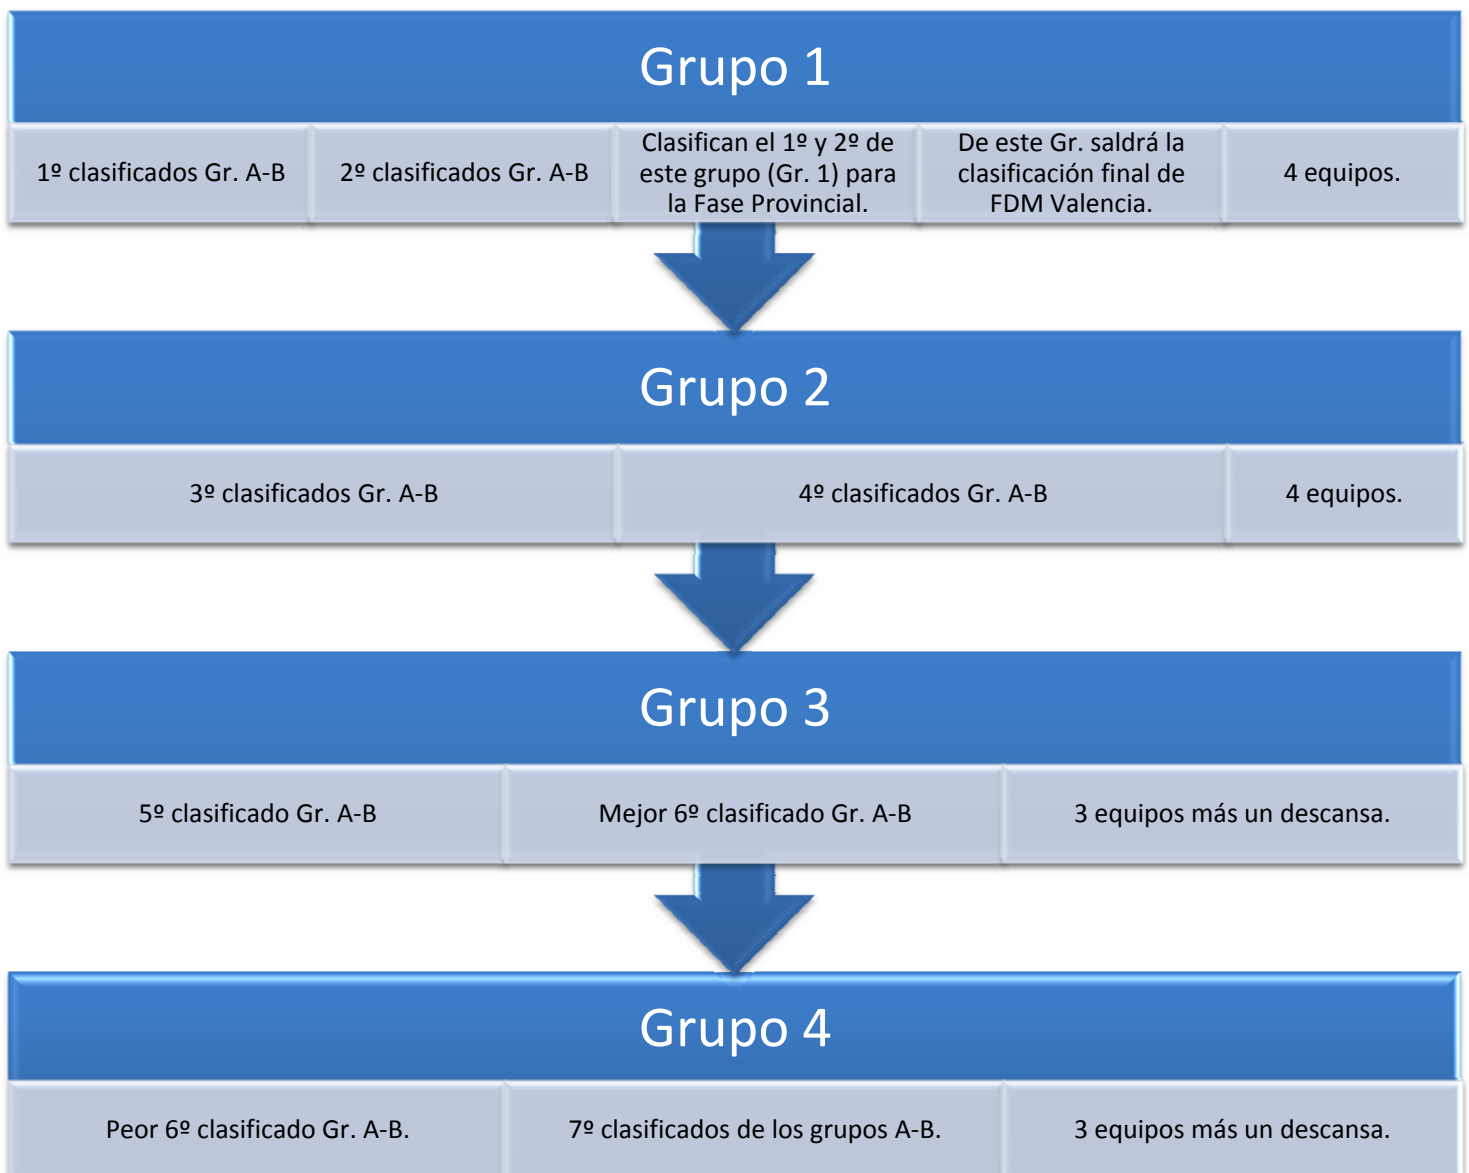 Grupo 1
1º clasificados Gr. A-B
2º clasificados Gr. A-B
Clasifican el 1º y 2º de
este grupo (Gr. 1) para
la Fase Provincial.
De este Gr. saldrá la
clasificación final de
FDM Valencia.
4 equipos.
Grupo 2
3º clasificados Gr. A-B
4º clasificados Gr. A-B
4 equipos.
Grupo 3
5º clasificado Gr. A-B
Mejor 6º clasificado Gr. A-B
3 equipos más un descansa.
Grupo 4
Peor 6º clasificado Gr. A-B.
7º clasificados de los grupos A-B.
3 equipos más un descansa.